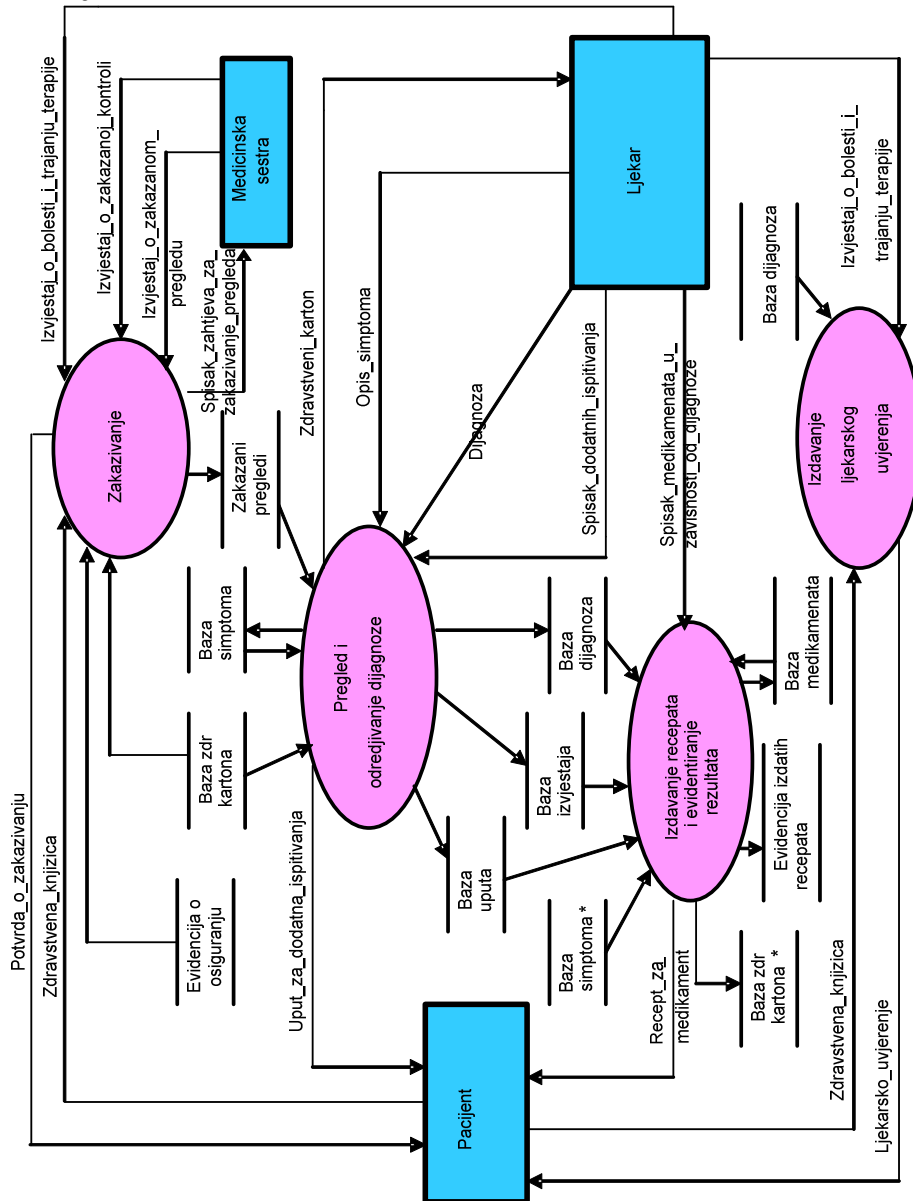 Izvjestaj_o_bolesti_i_trajanju_terapije
Izvjestaj_o_zakazanoj_kontroli
Izvjestaj_o_zakazanom_
pregledu
Medicinska
sestra
Spisak_zahtjeva_za_
zakazivanje_pregleda
Zakazivanje
Potvrda_o_zakazivanju
Zdravstvena_knjizica
Evidencija o
osiguranju
Baza zdr
kartona
Baza
simptoma
Zakazani
pregledi
Zdravstveni_karton
Opis_simptoma
Ljekar
Dijagnoza
Spisak_dodatnih_ispitivanja
Pregled i
odredjivanje dijagnoze
Uput_za_dodatna_ispitivanja
Pacijent
Baza
uputa
Baza
izvjestaja
Baza
dijagnoza
Spisak_medikamenata_u_
zavisnosti_od_dijagnoze
Baza
simptoma *
Izdavanje recepata
i evidentiranje
rezultata
Recept_za_
medikament
Baza zdr
kartona *
Evidencija izdatih
recepata
Baza
medikamenata
Baza dijagnoza
Izvjestaj_o_bolesti_i_
trajanju_terapije
Izdavanje
ljekarskog
uvjerenja
Zdravstvena_knjizica
Ljekarsko_uvjerenje